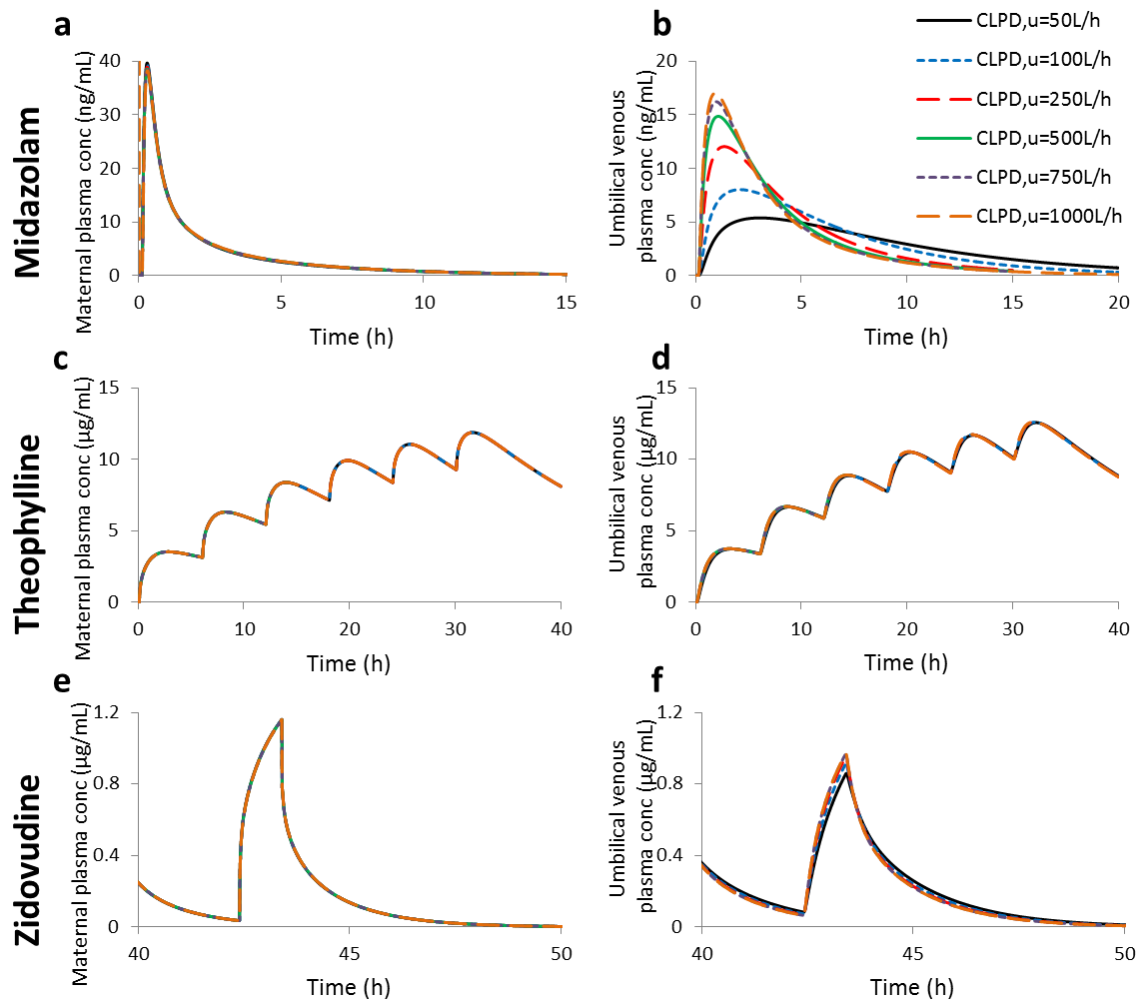 a
b
Midazolam
Maternal plasma conc (ng/mL)
40
30
20
10
0
0
5
10
15
Time (h)
Umbilical venous
plasma conc (ng/mL)
20
15
10
5
0
0
5
10
15
20
Time (h)
CLPD,u=50L/h
CLPD,u=100L/h
CLPD,u=250L/h
CLPD,u=500L/h
CLPD,u=750L/h
CLPD,u=1000L/h
c
d
Theophylline
Maternal plasma conc (µg/mL)
15
10
5
0
0
10
20
30
40
Time (h)
Umbilical venous
plasma conc (µg/mL)
15
10
5
0
0
10
20
30
40
Time (h)
e
f
Zidovudine
Maternal plasma conc (µg/mL)
1.2
0.8
0.4
0
40
45
50
Time (h)
Umbilical venous
plasma conc (µg/mL)
1.2
0.8
0.4
0
40
45
50
Time (h)